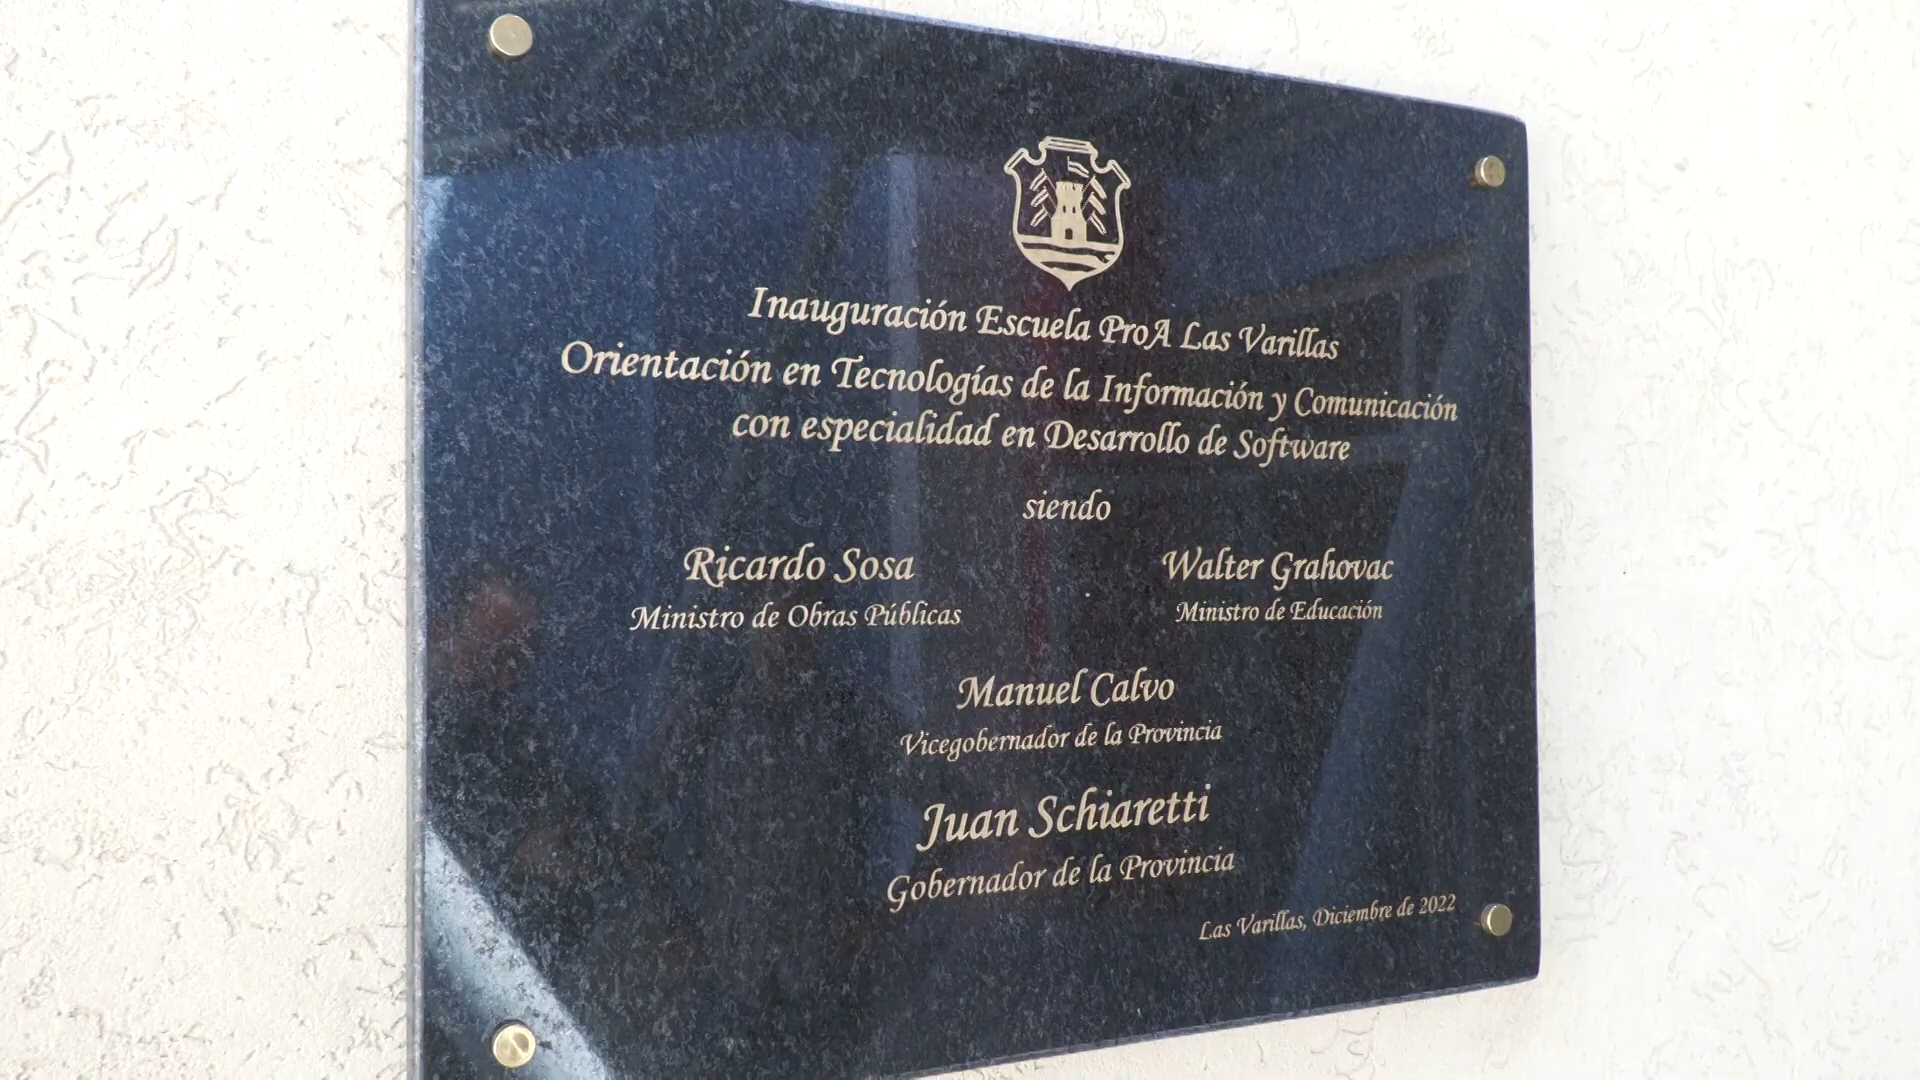 Inauguración Escuela ProA Las Varillas
Orientación en Tecnologías de la Información y Comunicación
con especialidad en Desarrollo de Software
siendo
Ricardo Sosa
Ministro de Obras Públicas
Walter Grahovac
Ministro de Educación
Manuel Calvo
Vicegobernador de la Provincia
Juan Schiaretti
Gobernador de la Provincia
Las Varillas, Diciembre de 2022